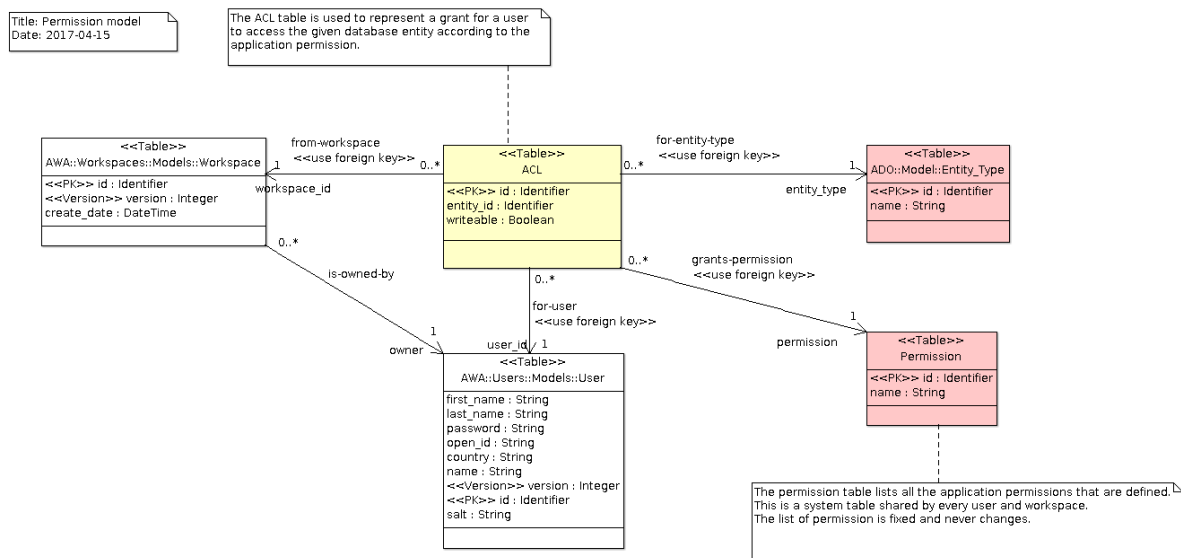 Title: Permission model
Date: 2017-04-15
The ACL table is used to represent a grant for a user
to access the given database entity according to the
application permission.
<<Table>>
AWA::Workspaces::Models::Workspace
<<PK>> id : Identifier
<<Version>> version : Integer
create_date : DateTime
from-workspace
<<use foreign key>>
1
0..*
workspace_id
<<Table>>
ACL
<<PK>> id : Identifier
entity_id : Identifier
writeable : Boolean
for-entity-type
<<use foreign key>>
0..*
1
entity_type
<<Table>>
ADO::Model::Entity_Type
<<PK>> id : Identifier
name : String
0..*
is-owned-by
1
owner
0..*
for-user
<<use foreign key>>
user_id
1
0..*
grants-permission
<<use foreign key>>
1
permission
<<Table>>
AWA::Users::Models::User
first_name : String
last_name : String
password : String
open_id : String
country : String
name : String
<<Version>> version : Integer
<<PK>> id : Identifier
salt : String
<<Table>>
Permission
<<PK>> id : Identifier
name : String
The permission table lists all the application permissions that are defined.
This is a system table shared by every user and workspace.
The list of permission is fixed and never changes.